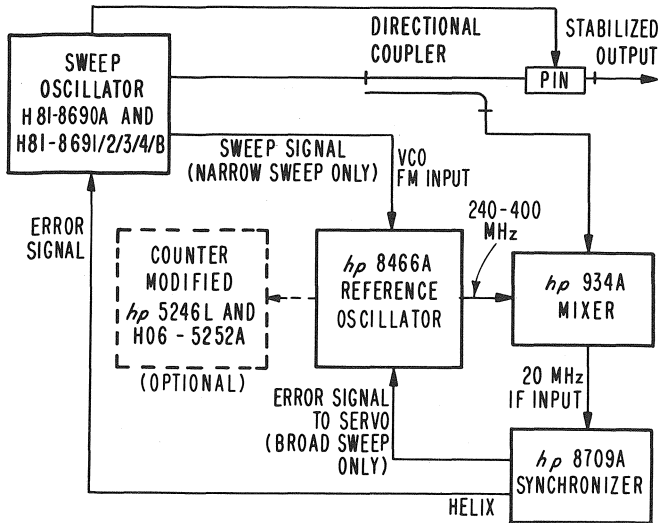 DIRECTIONAL
COUPLER
STABILIZED
OUTPUT
SWEEP
OSCILLATOR
H81-8690A AND
H81-8691/2/3/4/B
PIN
SWEEP SIGNAL
(NARROW SWEEP ONLY)
VCO
FM INPUT
ERROR
SIGNAL
240-400
MHz
COUNTER
MODIFIED
hp 5246L AND
H06-5252A
(OPTIONAL)
hp 8466A
REFERENCE
OSCILLATOR
hp 934A
MIXER
ERROR SIGNAL
TO SERVO
(BROAD SWEEP
ONLY)
20 MHz
IF INPUT
hp 8709A
SYNCHRONIZER
HELIX